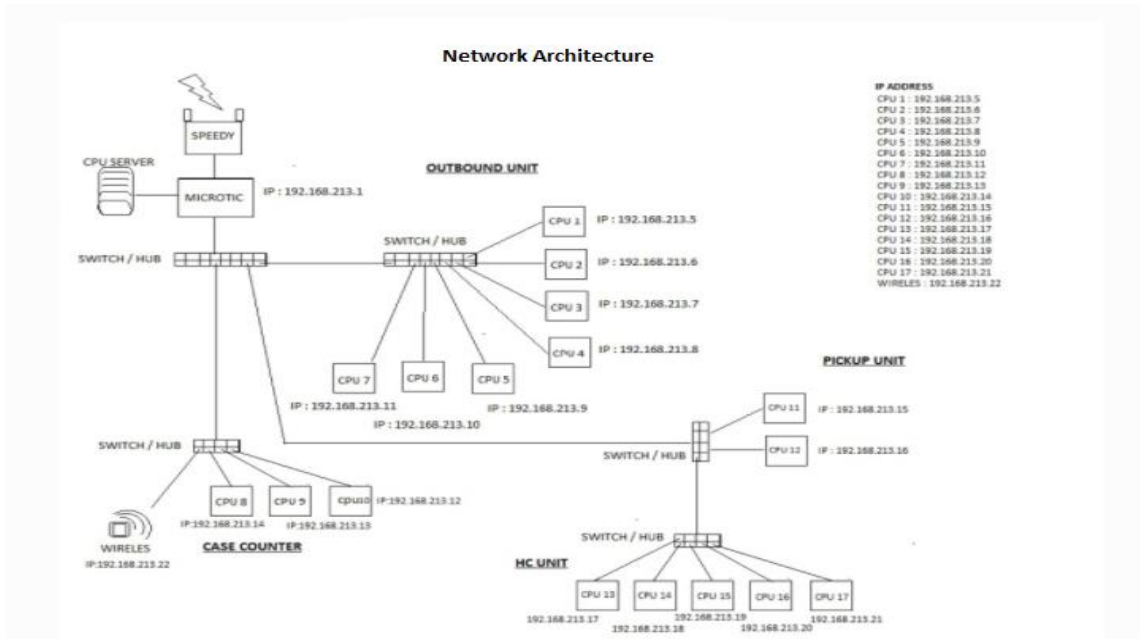 Network Architecture
IP ADDRESS
CPU 1 : 192.168.213.5
CPU 2 : 192.168.213.6
CPU 3 : 192.168.213.7
CPU 4 : 192.168.213.8
CPU 5 : 192.168.213.9
CPU 6 : 192.168.213.10
CPU 7 : 192.168.213.11
CPU 8 : 192.168.213.12
CPU 9 : 192.168.213.13
CPU 10 : 192.168.213.14
CPU 11 : 192.168.213.15
CPU 12 : 192.168.213.16
CPU 13 : 192.168.213.17
CPU 14 : 192.168.213.18
CPU 15 : 192.168.213.19
CPU 16 : 192.168.213.20
CPU 17 : 192.168.213.21
WIRELES : 192.168.213.22
SPEEDY
CPU SERVER
MICROTIC
IP : 192.168.213.1
OUTBOUND UNIT
SWITCH / HUB
SWITCH / HUB
CPU 1
IP : 192.168.213.5
CPU 2
IP : 192.168.213.6
CPU 3
IP : 192.168.213.7
CPU 4
IP : 192.168.213.8
CPU 7
CPU 6
CPU 5
IP : 192.168.213.11
IP : 192.168.213.9
IP : 192.168.213.10
PICKUP UNIT
CPU 11
IP : 192.168.213.15
CPU 12
IP : 192.168.213.16
SWITCH / HUB
SWITCH / HUB
CPU 8
CPU 9
cpu10
IP:192.168.213.12
IP:192.168.213.14
IP:192.168.213.13
WIRELES
IP:192.168.213.22
CASE COUNTER
SWITCH / HUB
HC UNIT
CPU 13
CPU 14
CPU 15
CPU 16
CPU 17
192.168.213.17
192.168.213.18
192.168.213.19
192.168.213.20
192.168.213.21